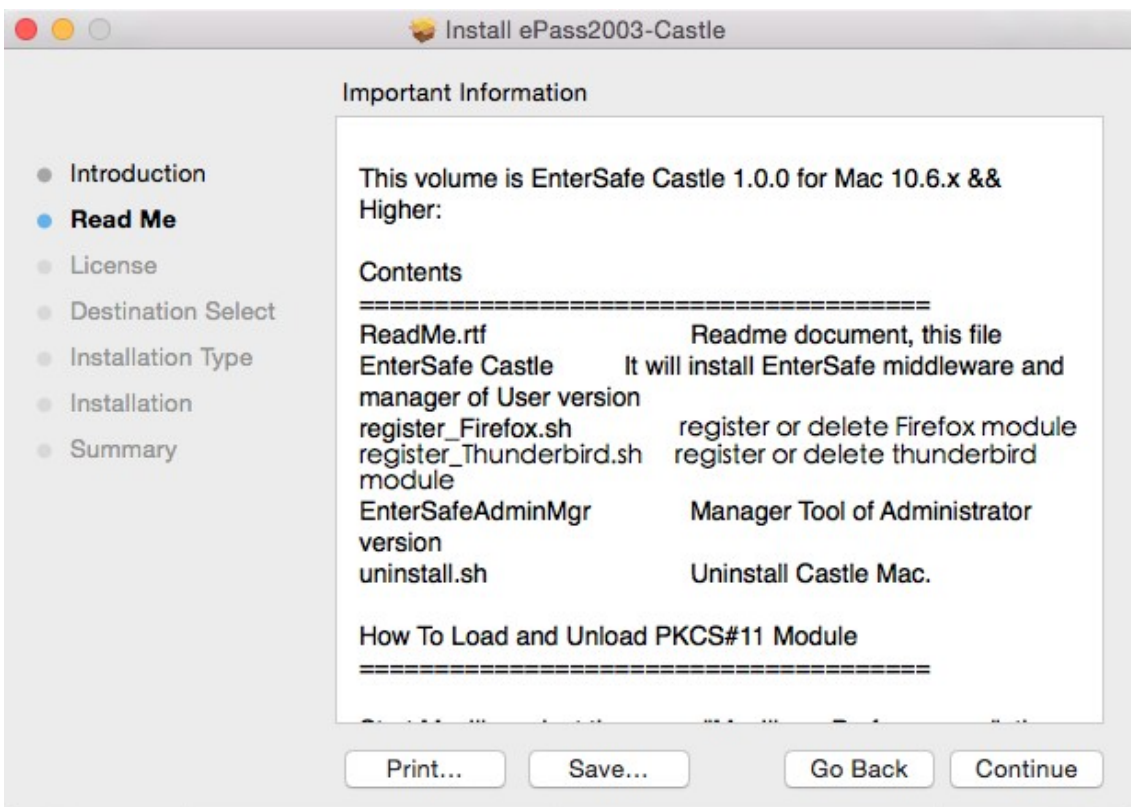 Install ePass2003-Castle
Important Information
Introduction
Read Me
License
Destination Select
Installation Type
Installation
Summary
This volume is EnterSafe Castle 1.0.0 for Mac 10.6.x &&
Higher:
Contents
======================================
ReadMe.rtf Readme document, this file
EnterSafe Castle It will install EnterSafe middleware and
manager of User version
register_Firefox.sh register or delete Firefox module
register_Thunderbird.sh register or delete thunderbird
module
EnterSafeAdminMgr Manager Tool of Administrator
version
uninstall.sh Uninstall Castle Mac.
How To Load and Unload PKCS#11 Module
======================================
Print... Save... Go Back Continue